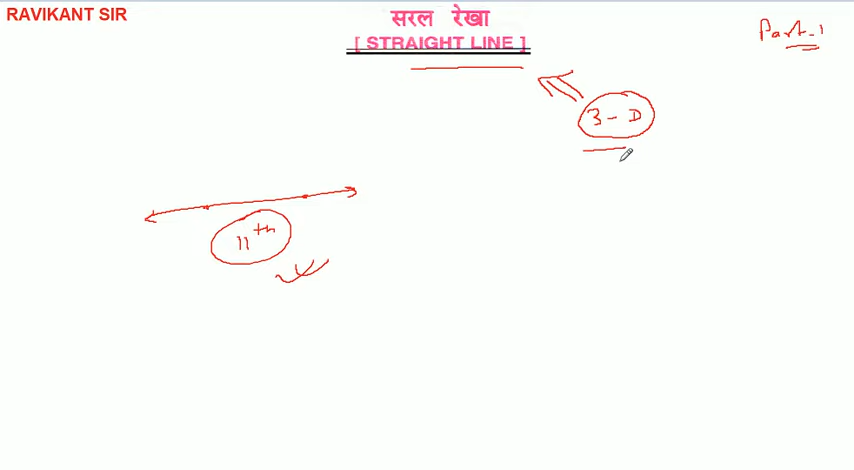 RAVIKANT SIR
सरल रेखा
[ STRAIGHT LINE ]
Part-1
3-D
11th